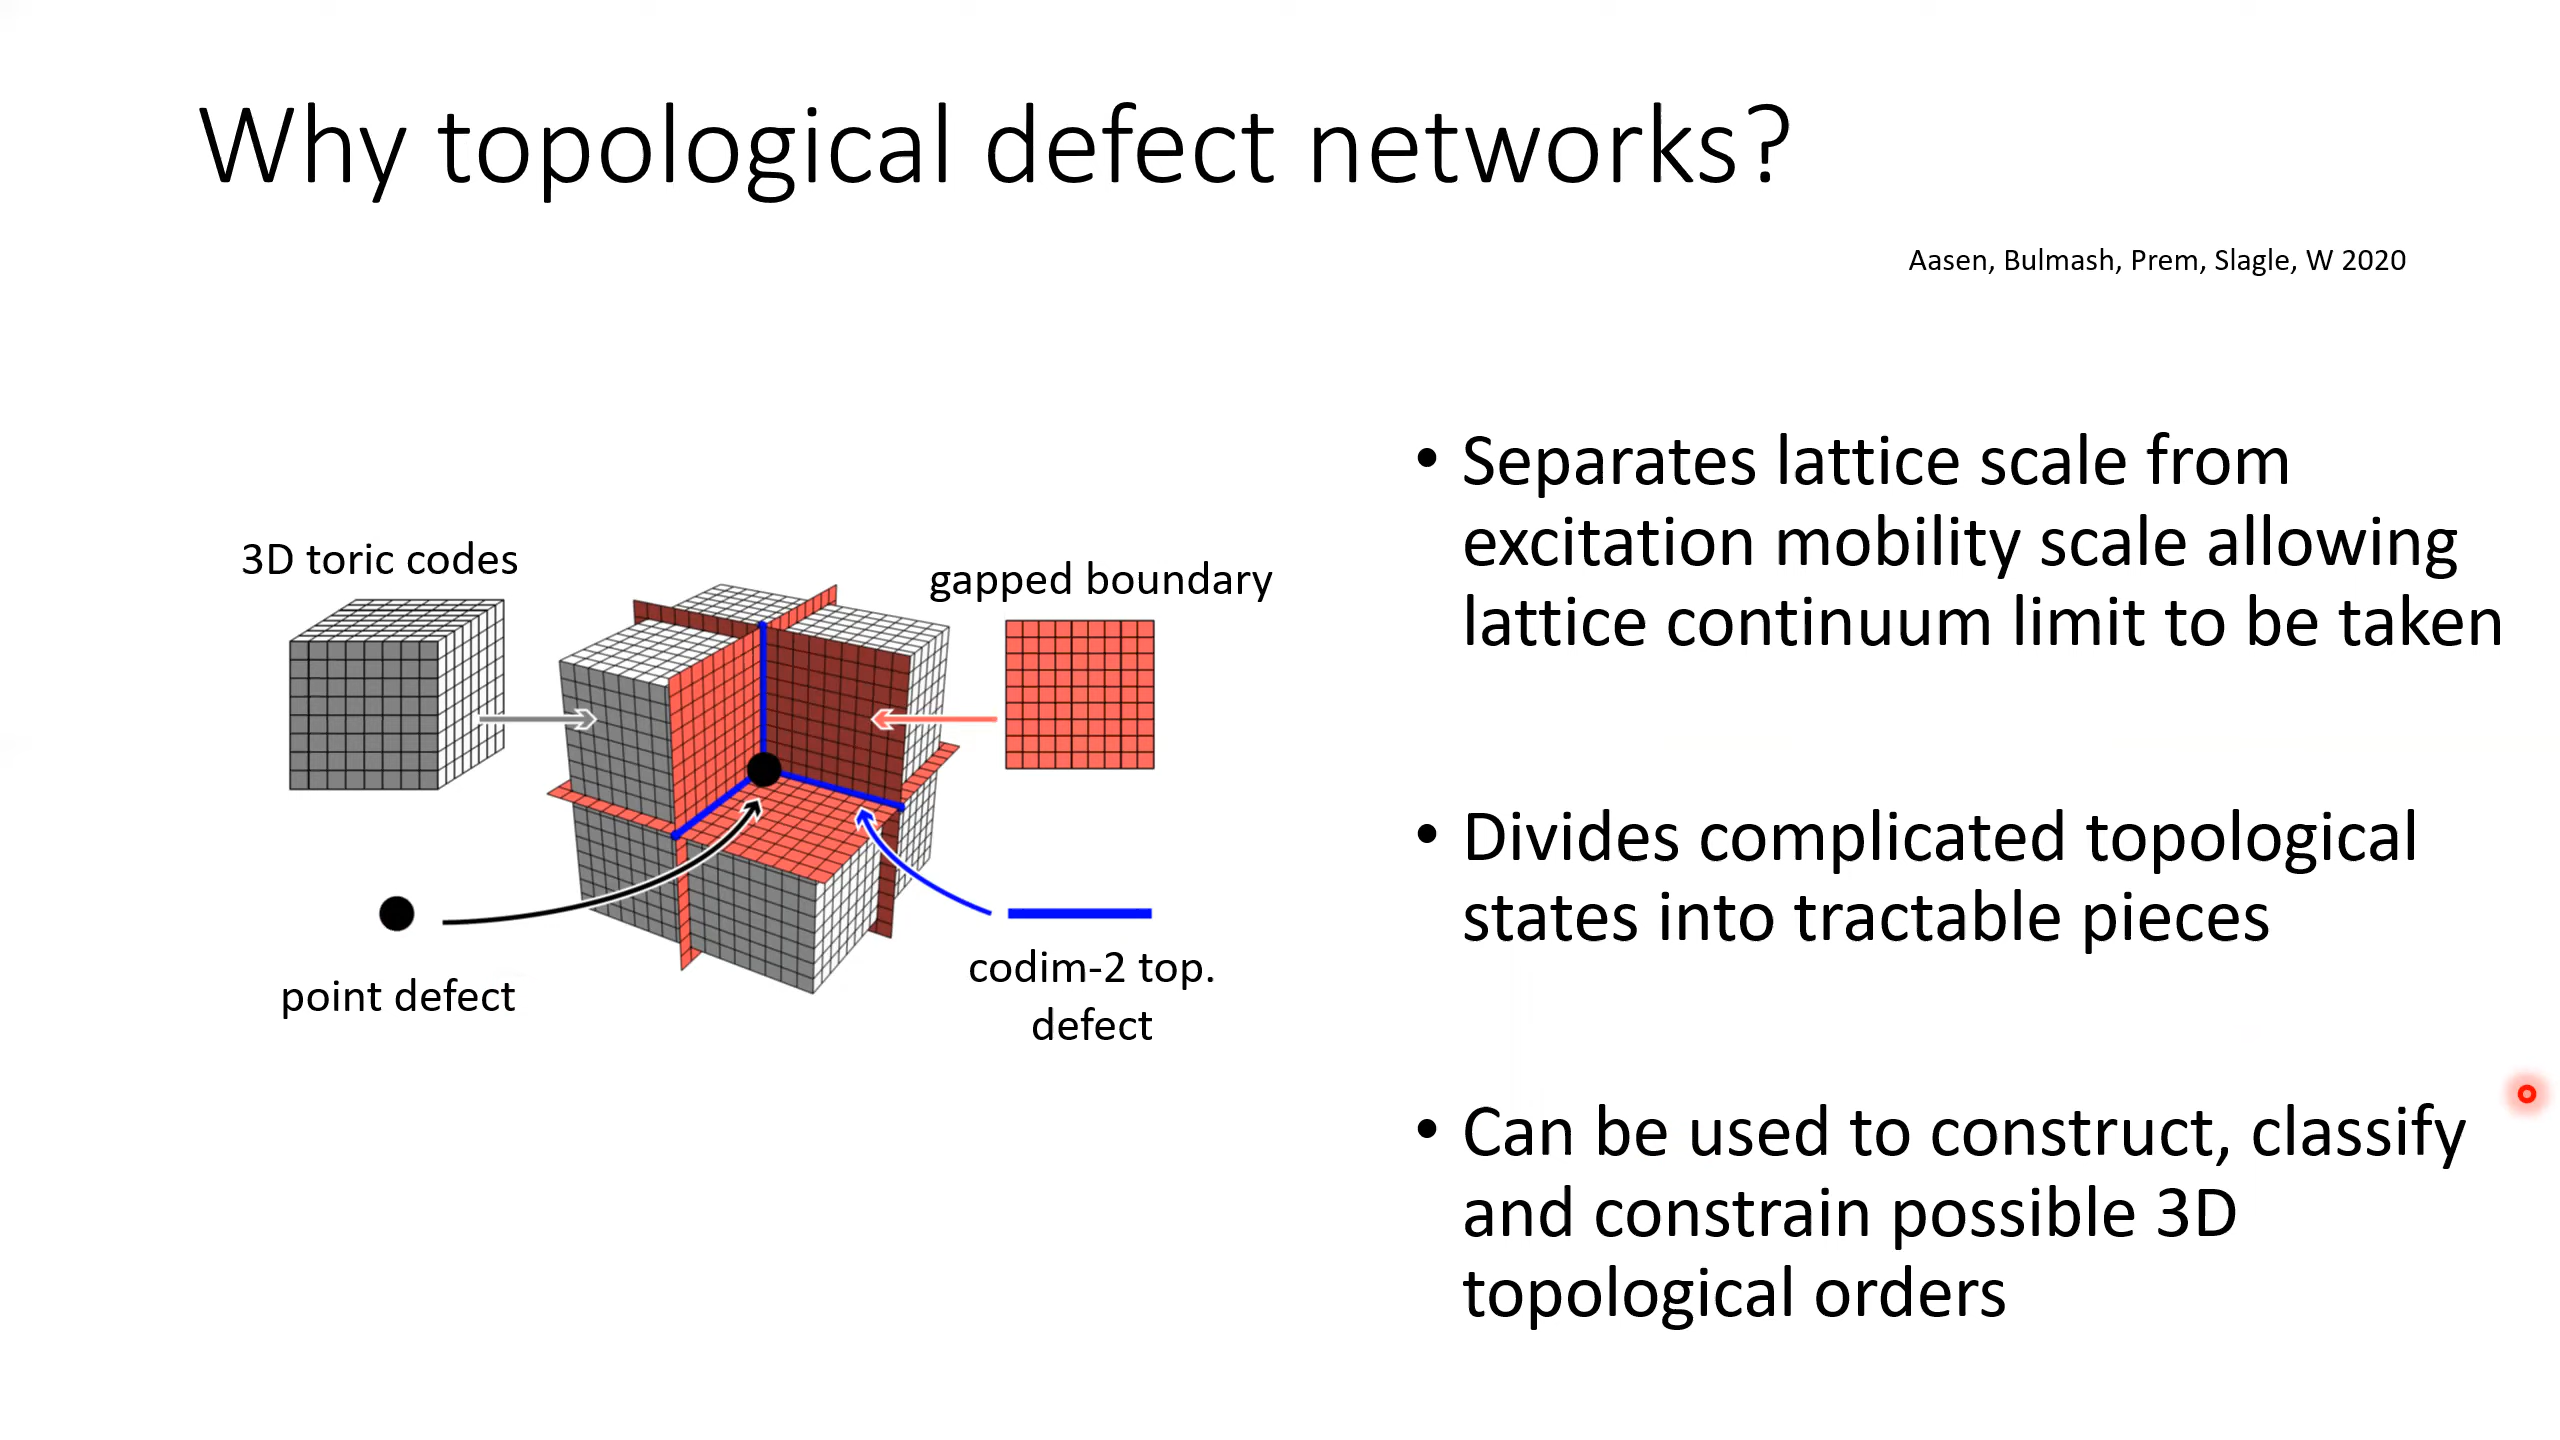 Why topological defect networks?
Aasen, Bulmash, Prem, Slagle, W 2020
3D toric codes
gapped boundary
point defect
codim-2 top.
defect
• Separates lattice scale from
excitation mobility scale allowing
lattice continuum limit to be taken
• Divides complicated topological
states into tractable pieces
• Can be used to construct, classify
and constrain possible 3D
topological orders